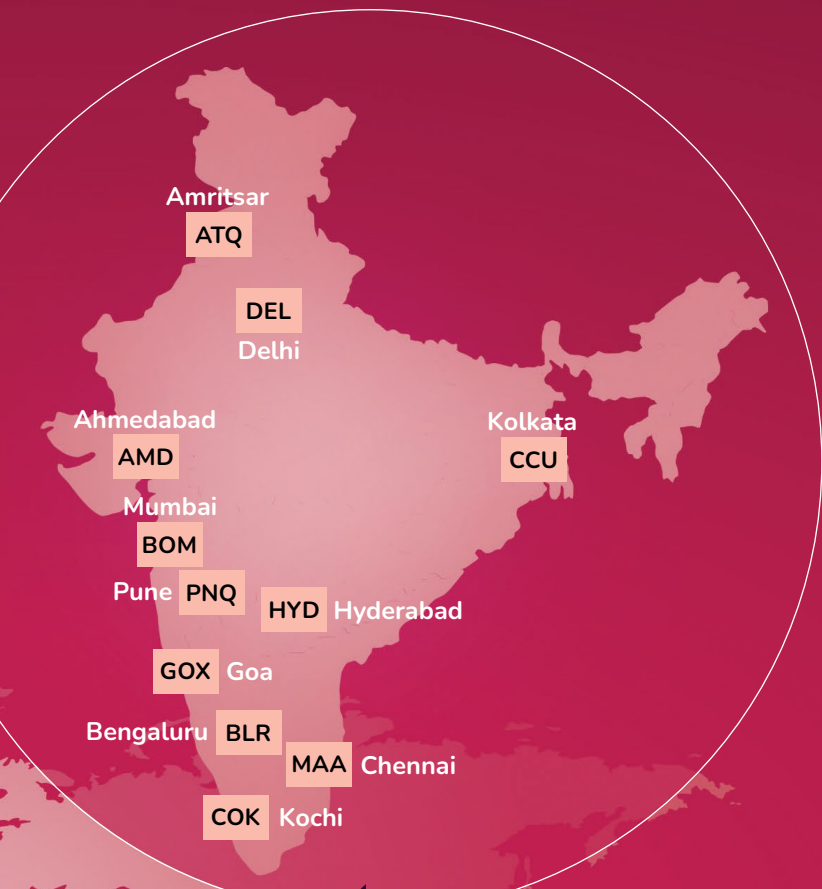 Amritsar
ATQ
DEL
Delhi
Ahmedabad
AMD
Kolkata
CCU
Mumbai
BOM
Pune PNQ
HYD Hyderabad
GOX Goa
Bengaluru BLR
MAA Chennai
COK Kochi